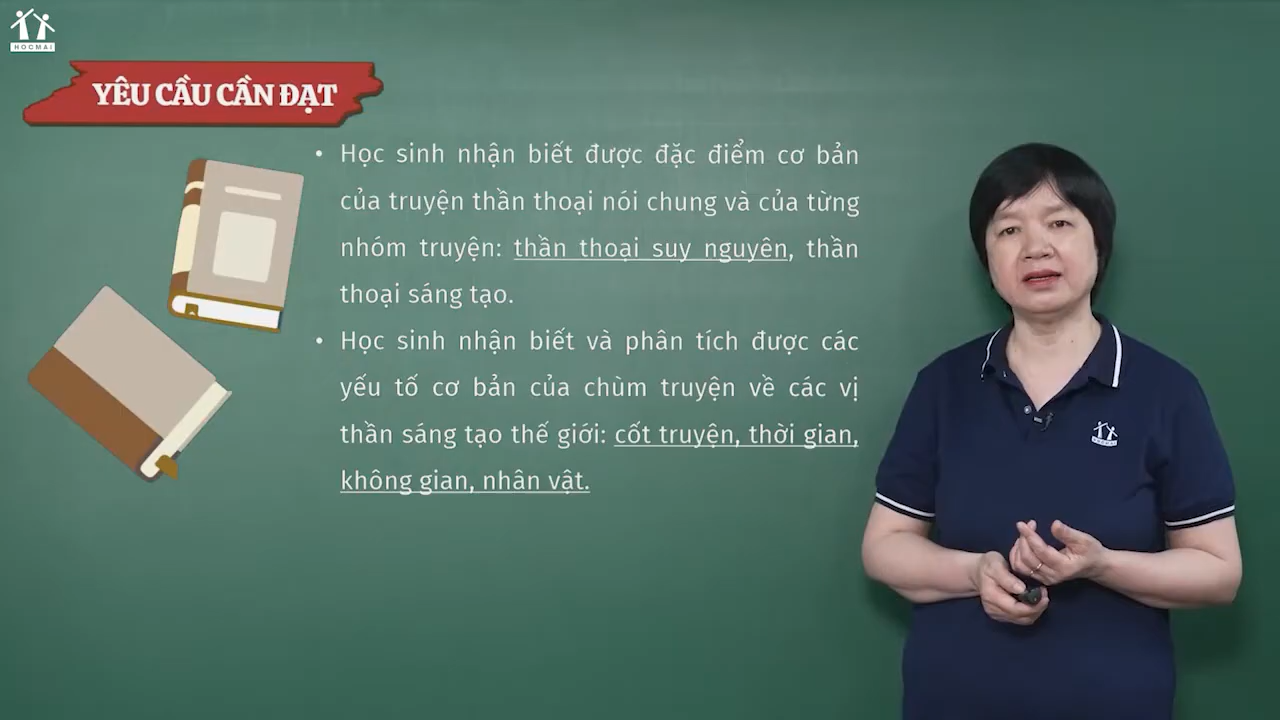 HOCMAI
YÊU CẦU CẦN ĐẠT
• Học sinh nhận biết được đặc điểm cơ bản
của truyện thần thoại nói chung và của từng
nhóm truyện: thần thoại suy nguyên, thần
thoại sáng tạo.
• Học sinh nhận biết và phân tích được các
yếu tố cơ bản của chùm truyện về các vị
thần sáng tạo thế giới: cốt truyện, thời gian,
không gian, nhân vật.
HOCMAI